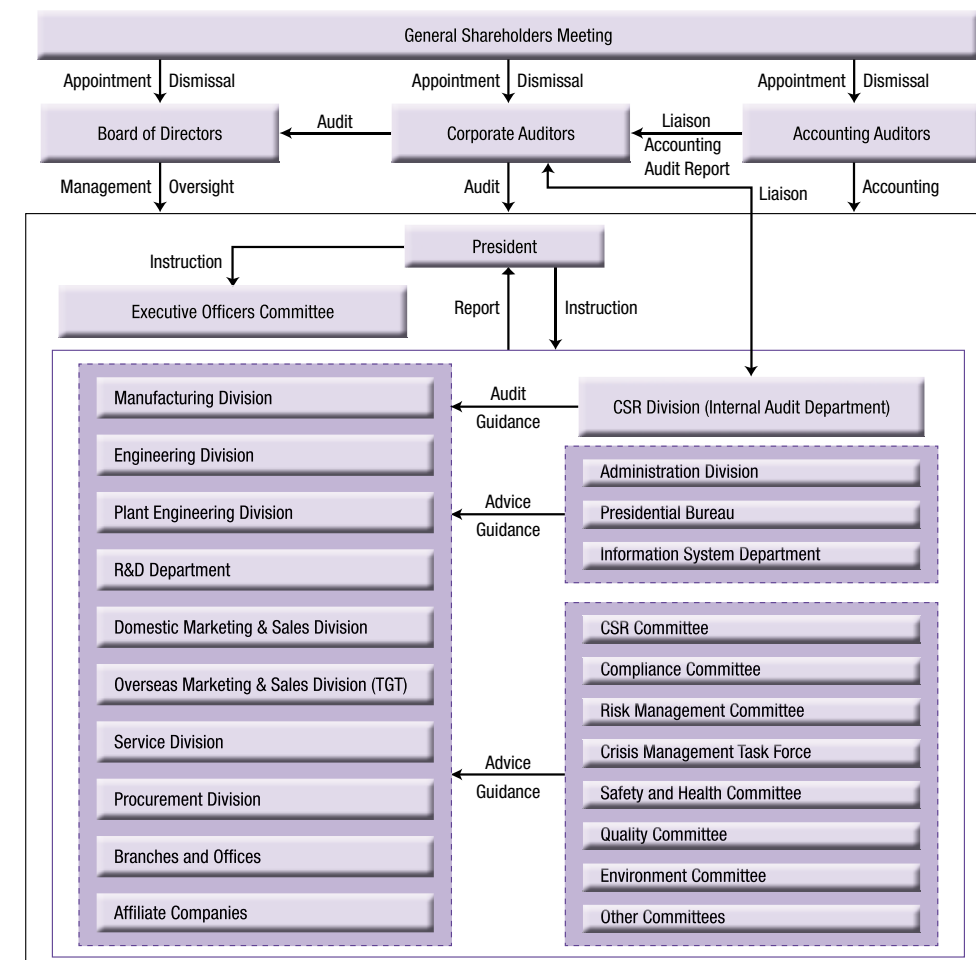 General Shareholders Meeting
Appointment Dismissal
Appointment Dismissal
Appointment Dismissal
Board of Directors
Audit
Corporate Auditors
Liaison
Accounting
Audit Report
Accounting Auditors
Management Oversight
Audit
Liaison
Accounting
President
Instruction
Executive Officers Committee
Report
Instruction
Manufacturing Division
Engineering Division
Plant Engineering Division
R&D Department
Domestic Marketing & Sales Division
Overseas Marketing & Sales Division (TGT)
Service Division
Procurement Division
Branches and Offices
Affiliate Companies
Audit
Guidance
CSR Division (Internal Audit Department)
Advice
Guidance
Administration Division
Presidential Bureau
Information System Department
Advice
Guidance
CSR Committee
Compliance Committee
Risk Management Committee
Crisis Management Task Force
Safety and Health Committee
Quality Committee
Environment Committee
Other Committees